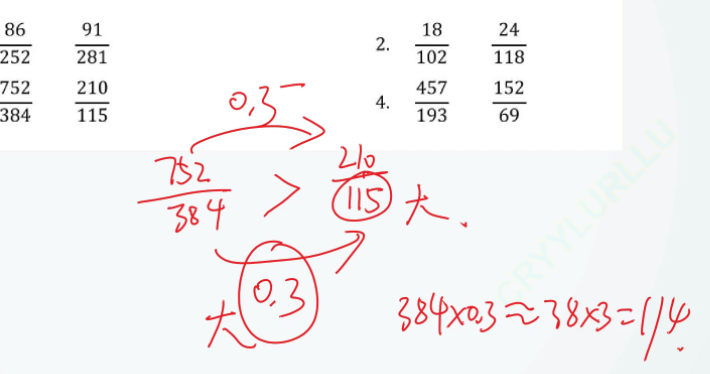 86/252 91/281 2. 18/102 24/118
752/384 210/115 4. 457/193 152/69
0.3⁻
752/384 > 210/115 大.
大 0.3
384×0.3≈38×3=114.
CRYYLURLLU